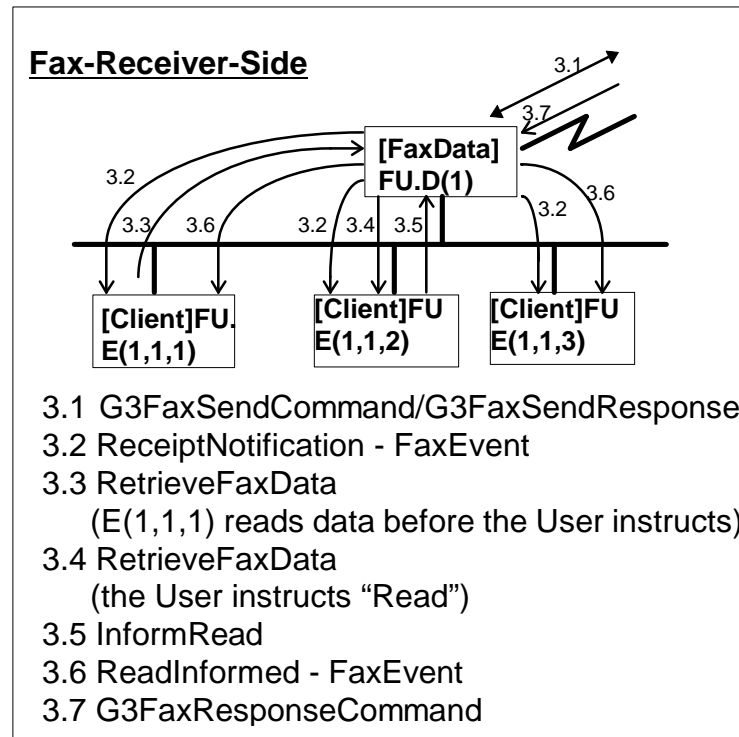 Fax-Receiver-Side
3.1
3.7
[FaxData]
FU.D(1)
3.2
3.3
3.6
3.2
3.4
3.5
3.2
3.6
[Client]FU.
E(1,1,1)
[Client]FU
E(1,1,2)
[Client]FU
E(1,1,3)
3.1 G3FaxSendCommand/G3FaxSendResponse
3.2 ReceiptNotification - FaxEvent
3.3 RetrieveFaxData
(E(1,1,1) reads data before the User instructs)
3.4 RetrieveFaxData
(the User instructs “Read”)
3.5 InformRead
3.6 ReadInformed - FaxEvent
3.7 G3FaxResponseCommand